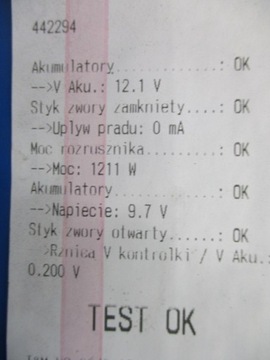 442294
Akumulatory............: OK
-->V Aku.: 12.1 V
Styk zwory zamkniety....: OK
-->Uplyw pradu: 0 mA
Moc rozrusznika.........: OK
-->Moc: 1211 W
Akumulatory............: OK
-->Napiecie: 9.7 V
Styk zwory otwarty......: OK
>Rznica V kontrolki / V Aku.:
0.200 V
TEST OK